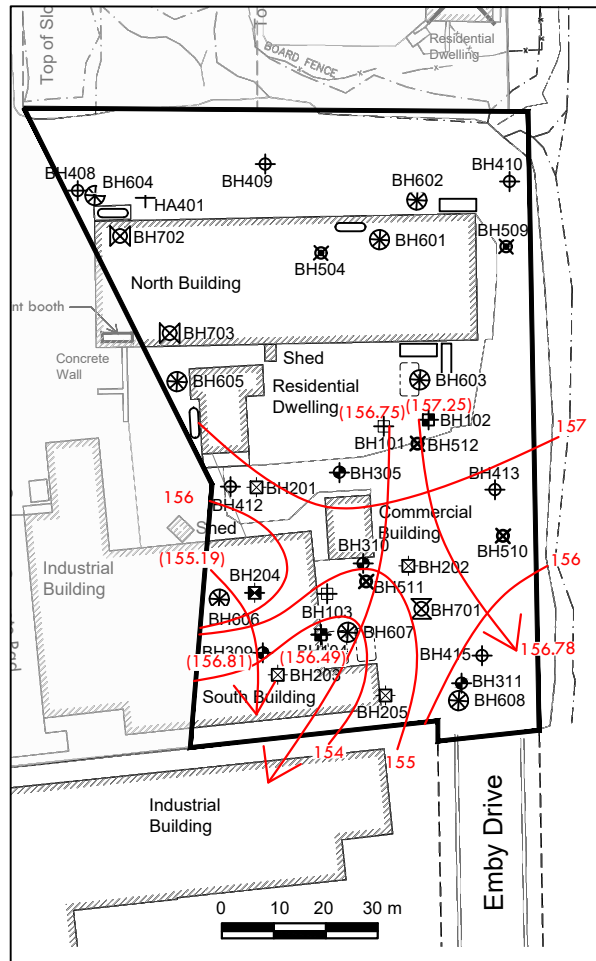 Top of Slo
To
BOARD FENCE
Residential
Dwelling
BH408
BH604
HA401
BH409
BH602
BH410
BH702
BH504
BH601
BH509
North Building
nt booth
BH703
Concrete
Wall
Shed
BH605
Residential
Dwelling
BH603
(156.75)
(157.25)
BH102
BH101
BH512
157
BH305
156
BH412
BH201
BH413
Shed
Commercial
Building
(155.19)
BH310
BH510
Industrial
Building
BH204
BH511
BH202
156
BH606
BH103
BH701
BH607
BH309
(156.81)
(156.49)
BH415
156.78
BH203
South Building
BH205
BH311
BH608
154
155
Industrial
Building
Emby Drive
0 10 20 30 m